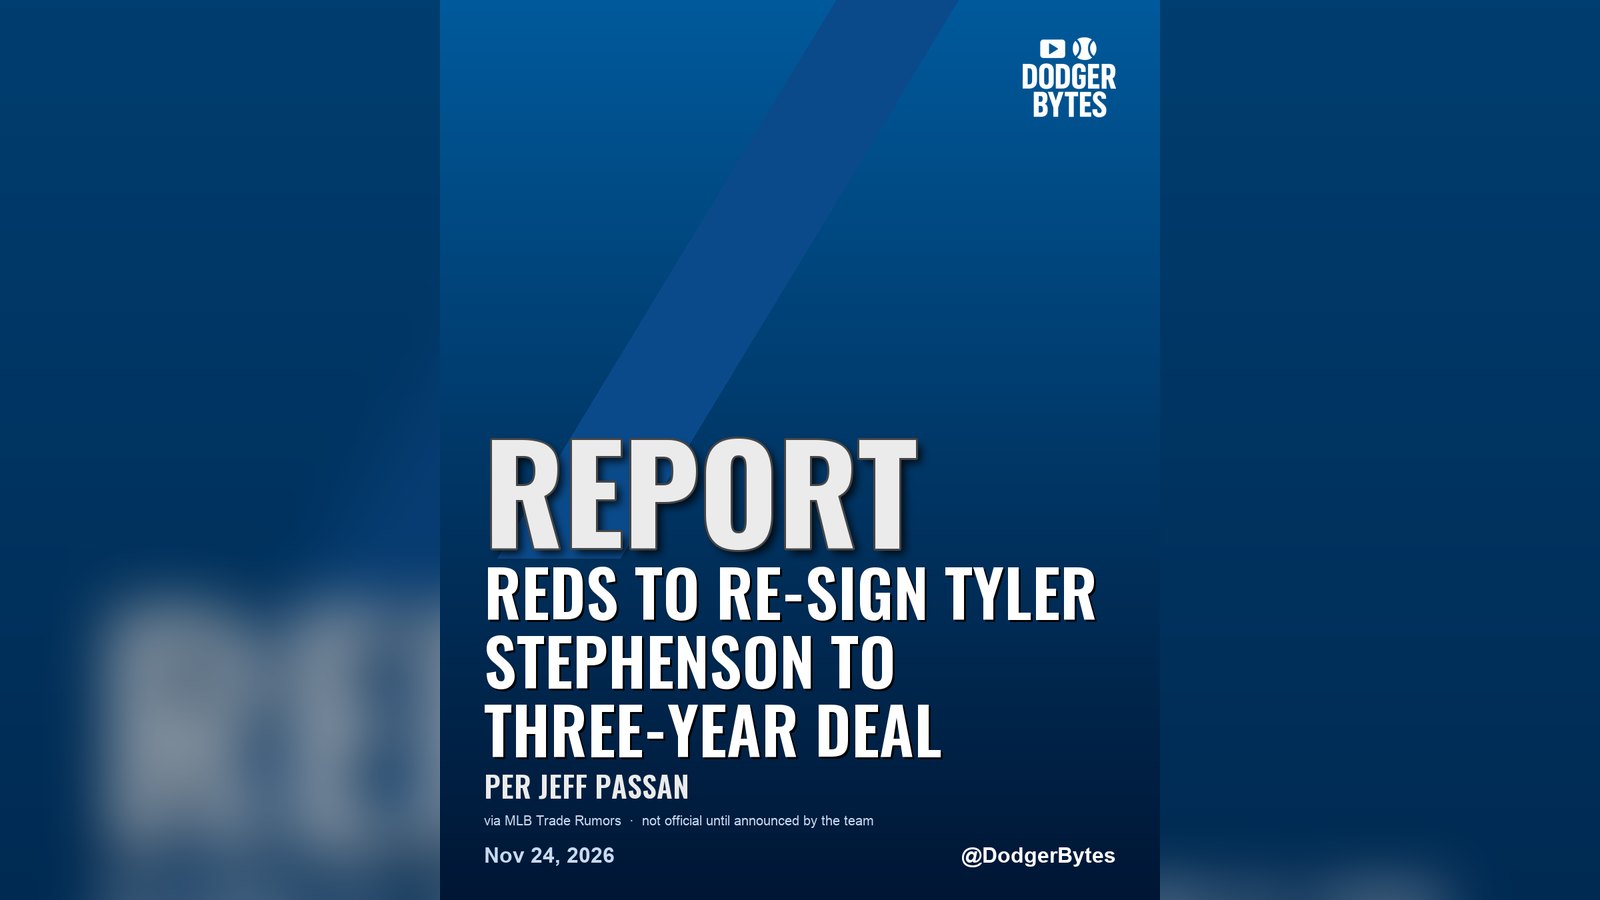 DODGER
BYTES
REPORT
REDS TO RE-SIGN TYLER
STEPHENSON TO
THREE-YEAR DEAL
PER JEFF PASSAN
via MLB Trade Rumors · not official until announced by the team
Nov 24, 2026
@DodgerBytes